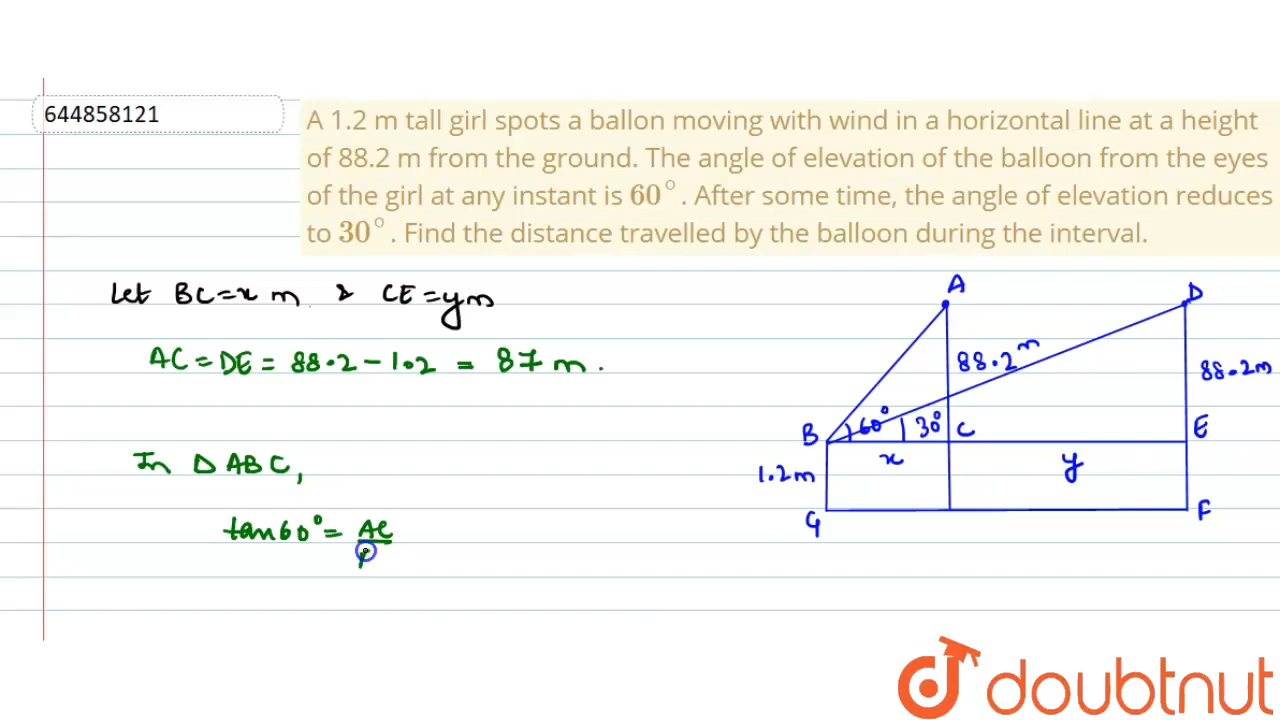 644858121
A 1.2 m tall girl spots a ballon moving with wind in a horizontal line at a height
of 88.2 m from the ground. The angle of elevation of the balloon from the eyes
of the girl at any instant is 60°. After some time, the angle of elevation reduces
to 30°. Find the distance travelled by the balloon during the interval.
Let BC = x m & CE = y m
AC = DE = 88.2 - 1.2 = 87 m.
In Δ ABC,
tan60° = AC
A
D
88.2 m
88.2m
B
60°
30°
C
E
x
y
1.2m
G
F
doubtnut